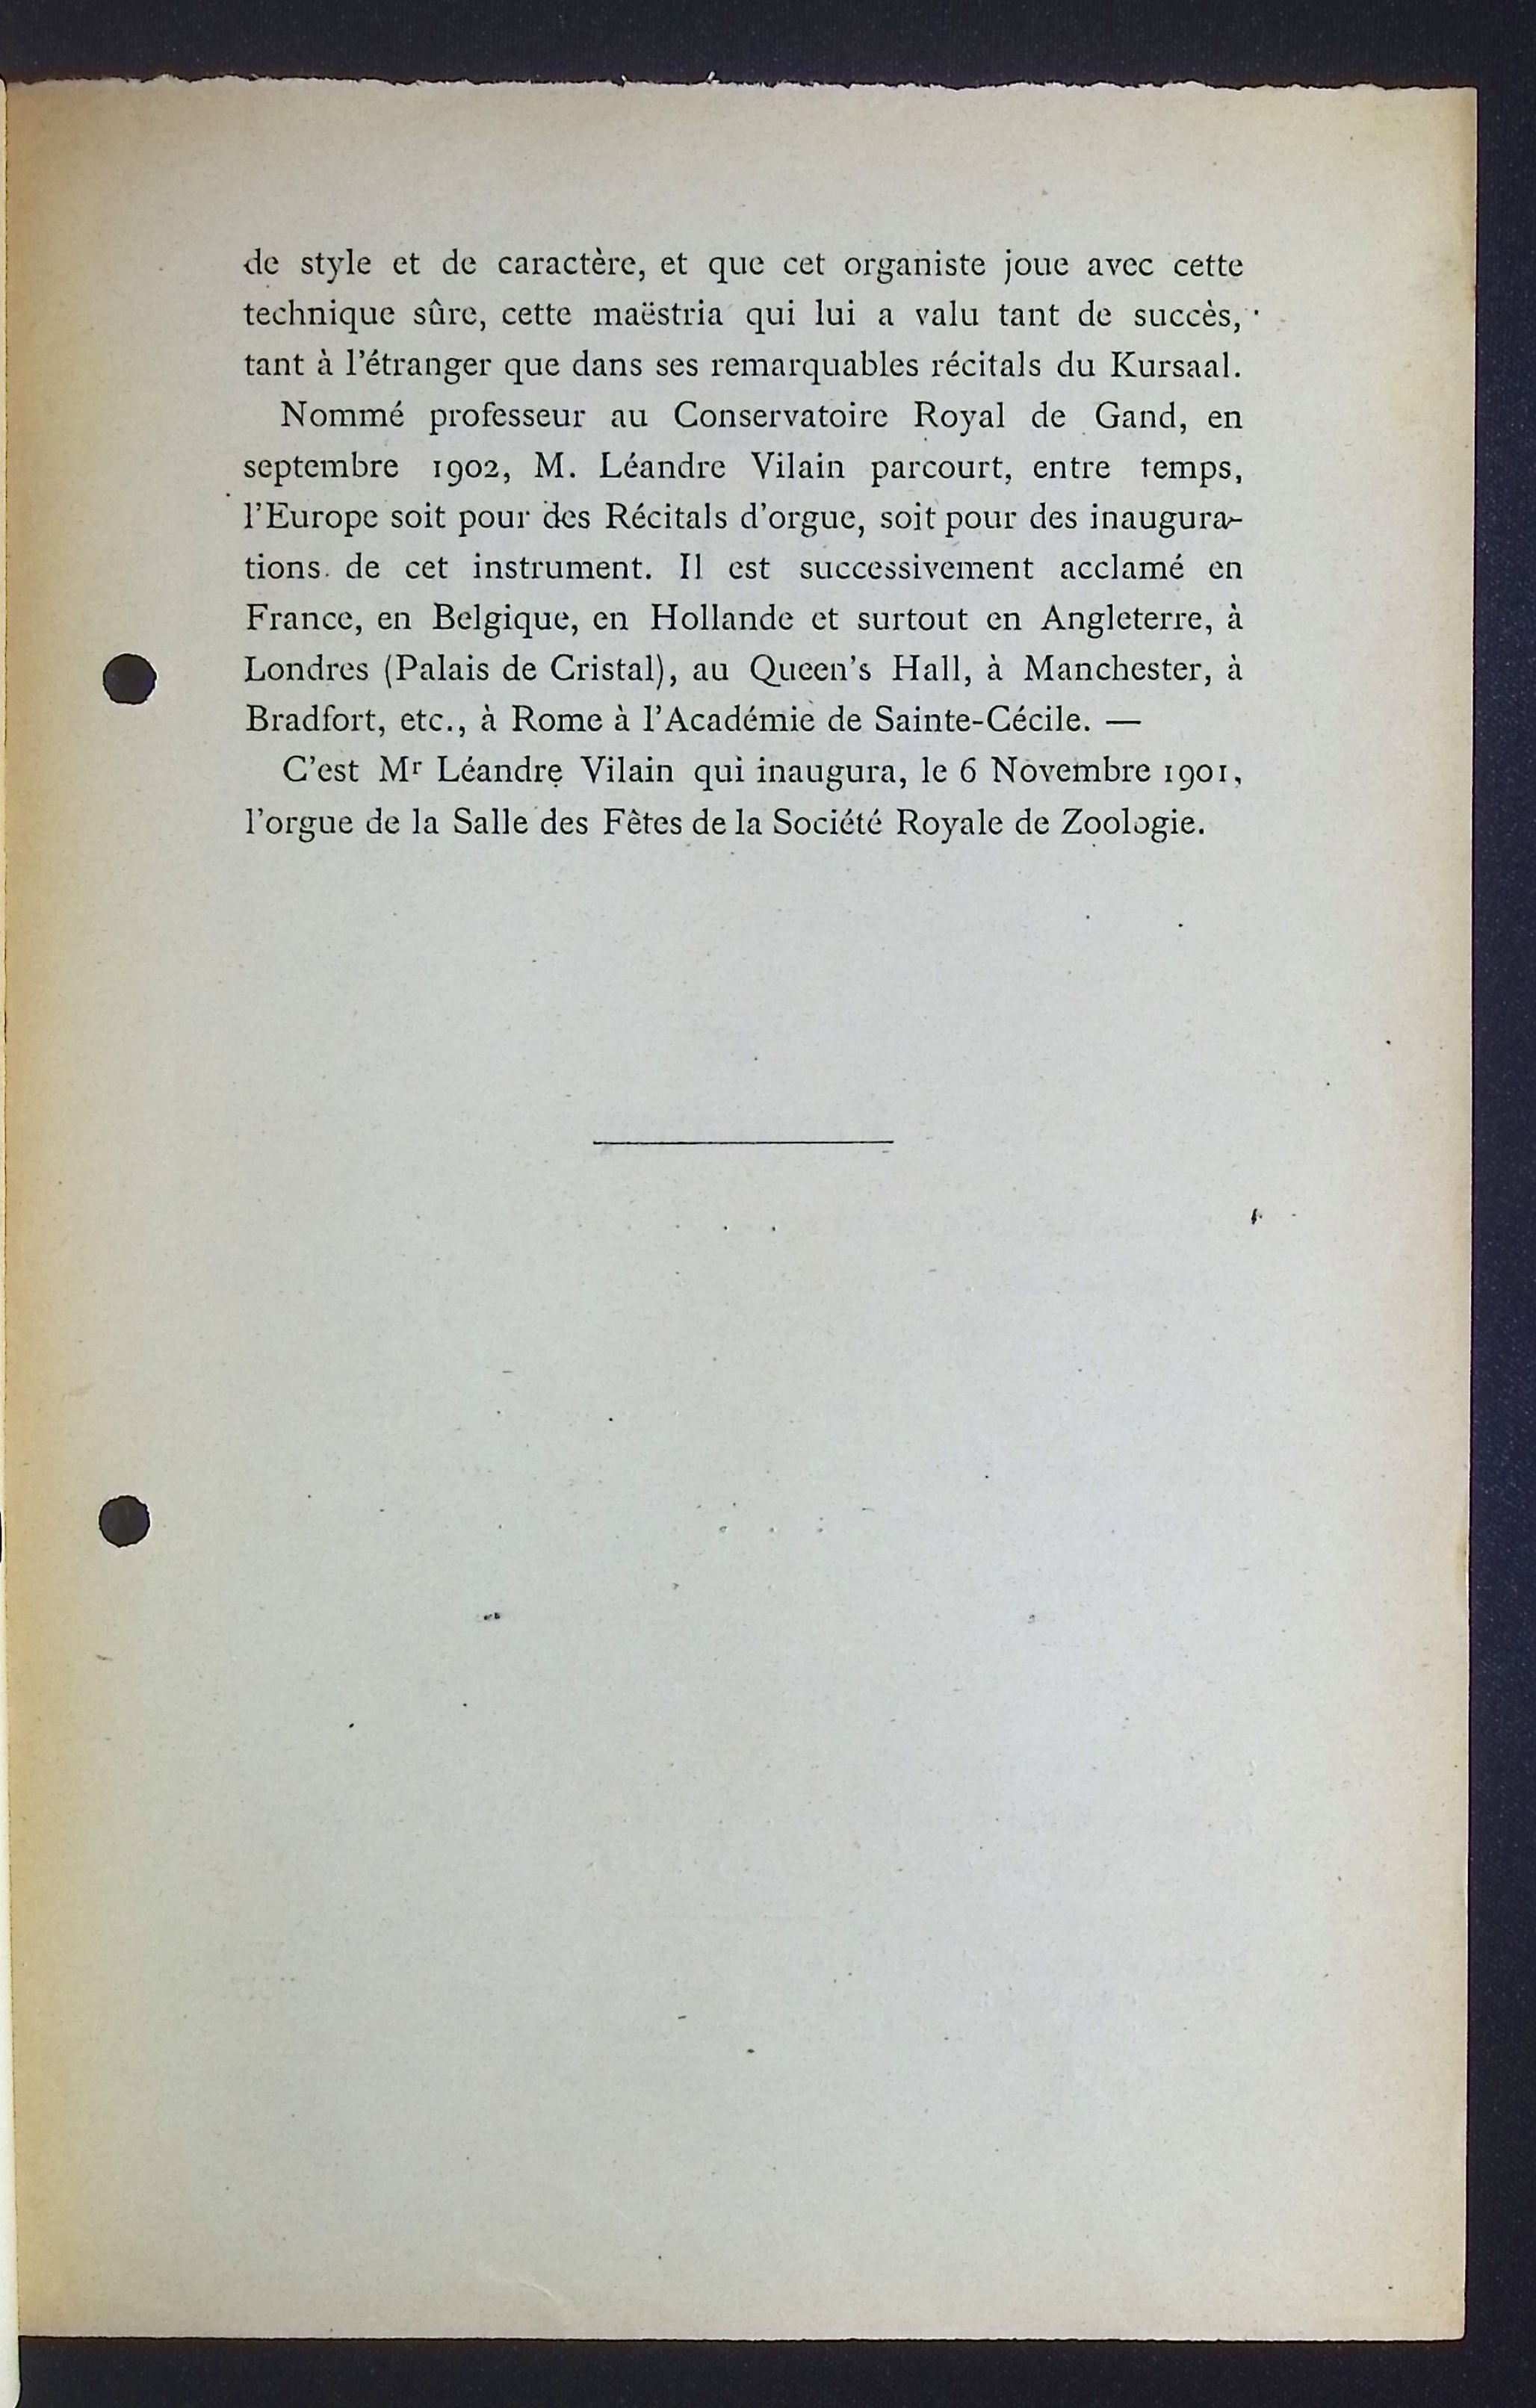 de style et de caractère, et que cet organiste joue avec cette
technique sûre, cette maëstria qui lui a valu tant de succès,
tant à l'étranger que dans ses remarquables récitals du Kursaal.
Nommé professeur au Conservatoire Royal de Gand, en
septembre 1902, M. Léandre Vilain parcourt, entre temps,
l'Europe soit pour des Récitals d'orgue, soit pour des inaugura-
tions de cet instrument. Il est successivement acclamé en
France, en Belgique, en Hollande et surtout en Angleterre, à
Londres (Palais de Cristal), au Queen's Hall, à Manchester, à
Bradfort, etc., à Rome à l'Académie de Sainte-Cécile. —
C'est Mr Léandre Vilain qui inaugura, le 6 Novembre 1901,
l'orgue de la Salle des Fêtes de la Société Royale de Zoologie.